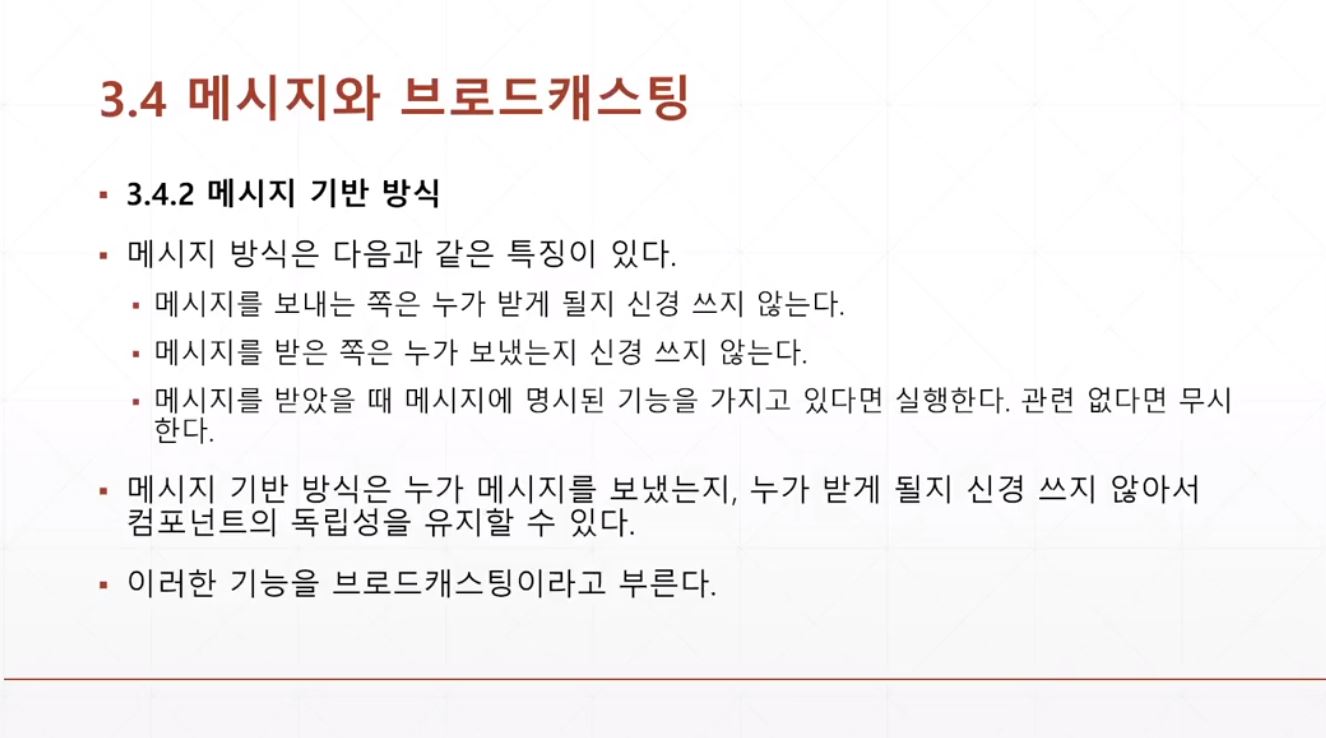 3.4 메시지와 브로드캐스팅
▪ 3.4.2 메시지 기반 방식
▪ 메시지 방식은 다음과 같은 특징이 있다.
▪ 메시지를 보내는 쪽은 누가 받게 될지 신경 쓰지 않는다.
▪ 메시지를 받은 쪽은 누가 보냈는지 신경 쓰지 않는다.
▪ 메시지를 받았을 때 메시지에 명시된 기능을 가지고 있다면 실행한다. 관련 없다면 무시
한다.
▪ 메시지 기반 방식은 누가 메시지를 보냈는지, 누가 받게 될지 신경 쓰지 않아서
컴포넌트의 독립성을 유지할 수 있다.
▪ 이러한 기능을 브로드캐스팅이라고 부른다.